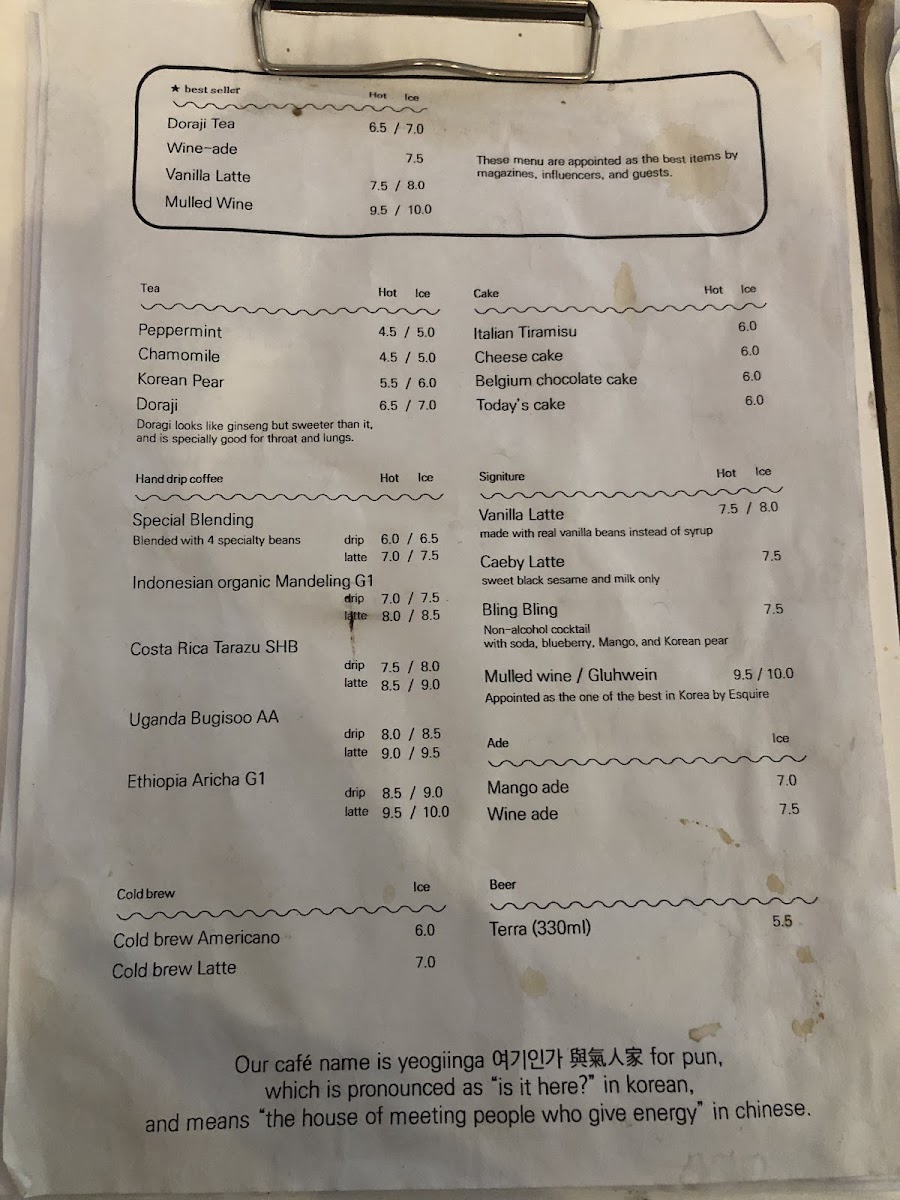 ★ best seller Hot Ice
Doraji Tea 6.5 / 7.0
Wine-ade 7.5
Vanilla Latte 7.5 / 8.0
Mulled Wine 9.5 / 10.0
These menu are appointed as the best items by
magazines, influencers, and guests.
Tea Hot Ice
Peppermint 4.5 / 5.0
Chamomile 4.5 / 5.0
Korean Pear 5.5 / 6.0
Doraji 6.5 / 7.0
Doragi looks like ginseng but sweeter than it,
and is specially good for throat and lungs.
Cake Hot Ice
Italian Tiramisu 6.0
Cheese cake 6.0
Belgium chocolate cake 6.0
Today's cake 6.0
Hand drip coffee Hot Ice
Special Blending
Blended with 4 specialty beans drip 6.0 / 6.5
latte 7.0 / 7.5
Indonesian organic Mandeling G1
drip 7.0 / 7.5
latte 8.0 / 8.5
Costa Rica Tarazu SHB
drip 7.5 / 8.0
latte 8.5 / 9.0
Uganda Bugisoo AA
drip 8.0 / 8.5
latte 9.0 / 9.5
Ethiopia Aricha G1
drip 8.5 / 9.0
latte 9.5 / 10.0
Signiture Hot Ice
Vanilla Latte 7.5 / 8.0
made with real vanilla beans instead of syrup
Caeby Latte 7.5
sweet black sesame and milk only
Bling Bling 7.5
Non-alcohol cocktail
with soda, blueberry, Mango, and Korean pear
Mulled wine / Gluhwein 9.5 / 10.0
Appointed as the one of the best in Korea by Esquire
Ade Ice
Mango ade 7.0
Wine ade 7.5
Cold brew Ice
Cold brew Americano 6.0
Cold brew Latte 7.0
Beer
Terra (330ml) 5.5
Our café name is yeogiinga 여기인가 與氣人家 for pun,
which is pronounced as "is it here?" in korean,
and means "the house of meeting people who give energy" in chinese.